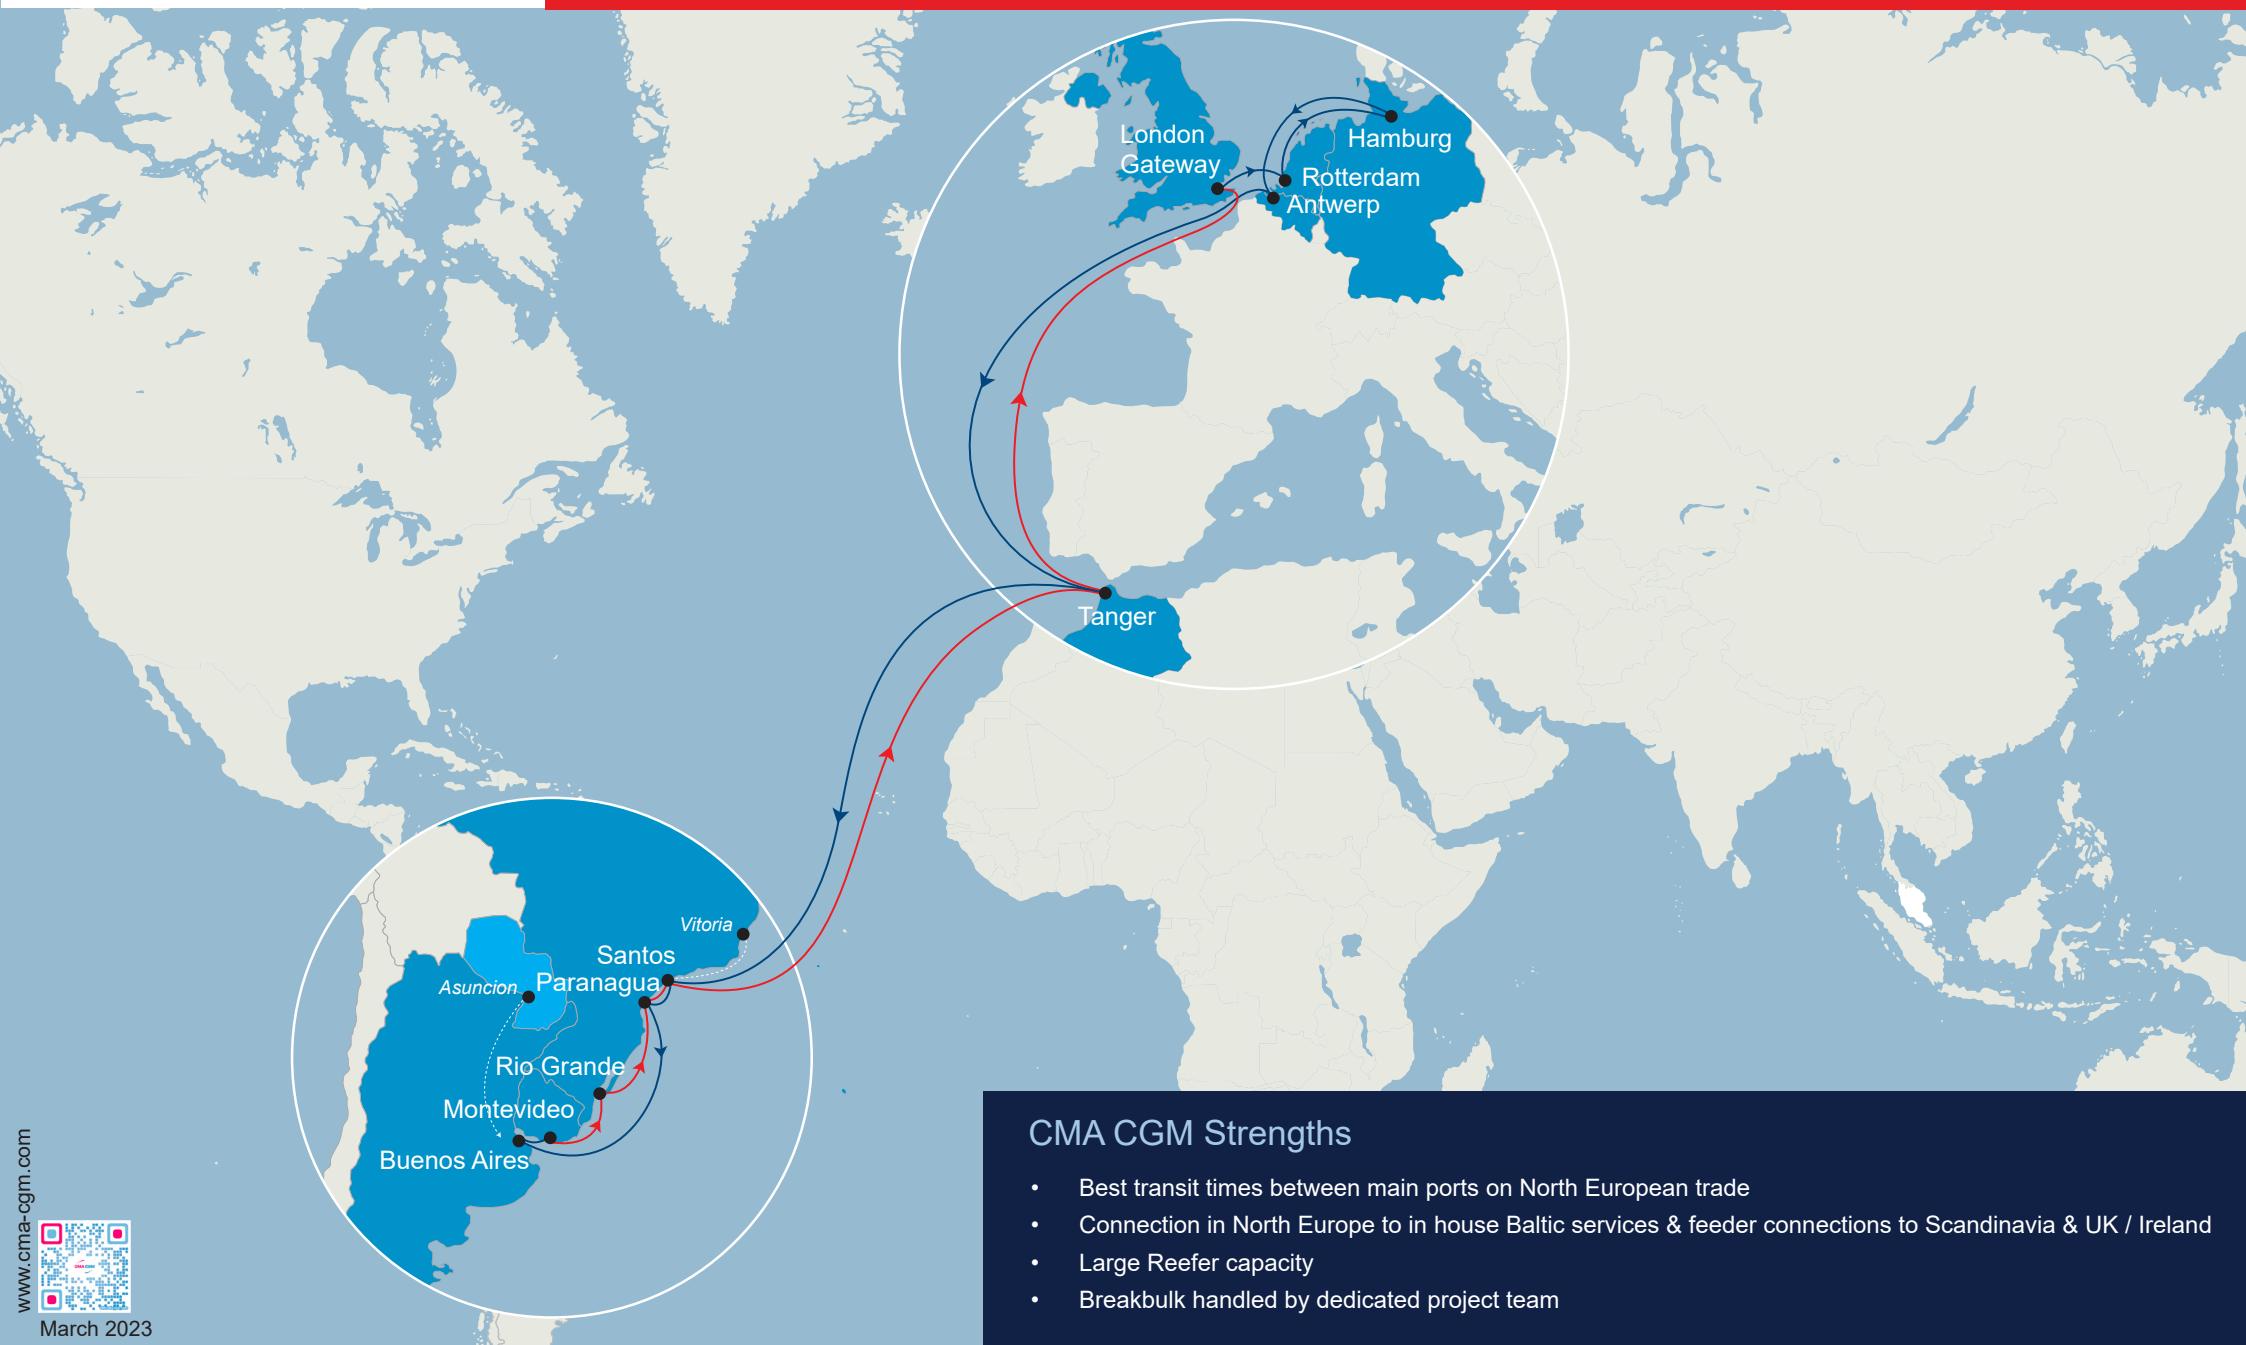 London
Gateway
Hamburg
Rotterdam
Antwerp
Tanger
Vitoria
Santos
Paranagua
Asuncion
Rio Grande
Montevideo
Buenos Aires
CMA CGM Strengths
• Best transit times between main ports on North European trade
• Connection in North Europe to in house Baltic services & feeder connections to Scandinavia & UK / Ireland
• Large Reefer capacity
• Breakbulk handled by dedicated project team
www.cma-cgm.com
CMA CGM
March 2023